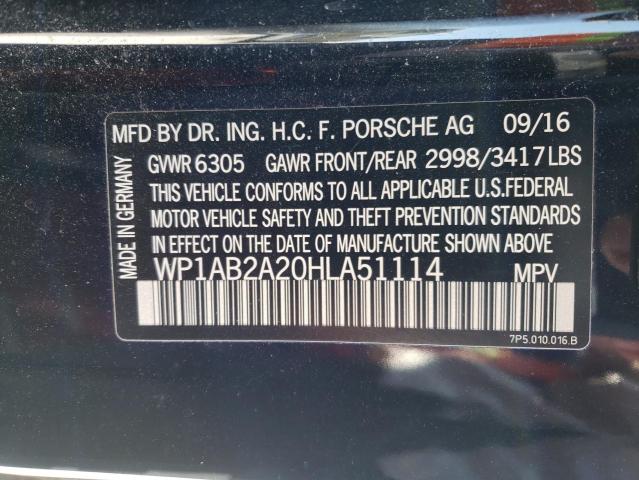 MFD BY DR. ING. H.C. F. PORSCHE AG 09/16
GVWR 6305 GAWR FRONT/REAR 2998/3417LBS
THIS VEHICLE CONFORMS TO ALL APPLICABLE U.S.FEDERAL
MOTOR VEHICLE SAFETY AND THEFT PREVENTION STANDARDS
IN EFFECT ON THE DATE OF MANUFACTURE SHOWN ABOVE
WP1AB2A20HLA51114 MPV
7P5.010.016.B
MADE IN GERMANY